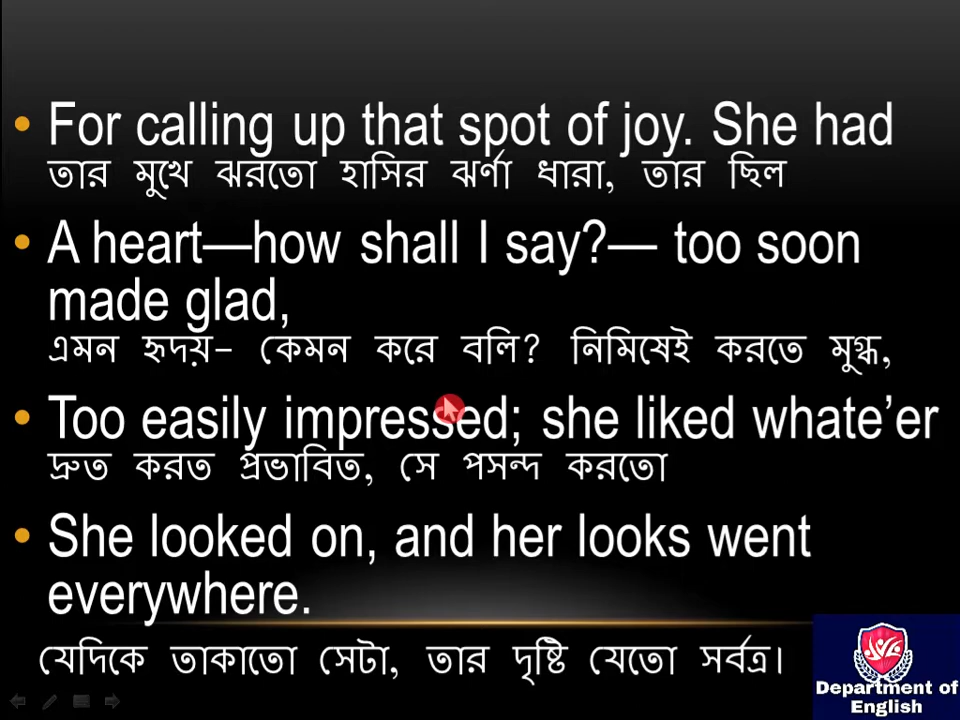 • For calling up that spot of joy. She had
তার মুখে ঝরতো হাসির ঝর্ণা ধারা, তার ছিল
• A heart—how shall I say?— too soon
made glad,
এমন হৃদয়– কেমন করে বলি? নিমিষেই করতে মুগ্ধ,
• Too easily impressed; she liked whate’er
দ্রুত করত প্রভাবিত, সে পসন্দ করতো
• She looked on, and her looks went
everywhere.
যেদিকে তাকাতো সেটা, তার দৃষ্টি যেতো সর্বত্র।
Department of
English